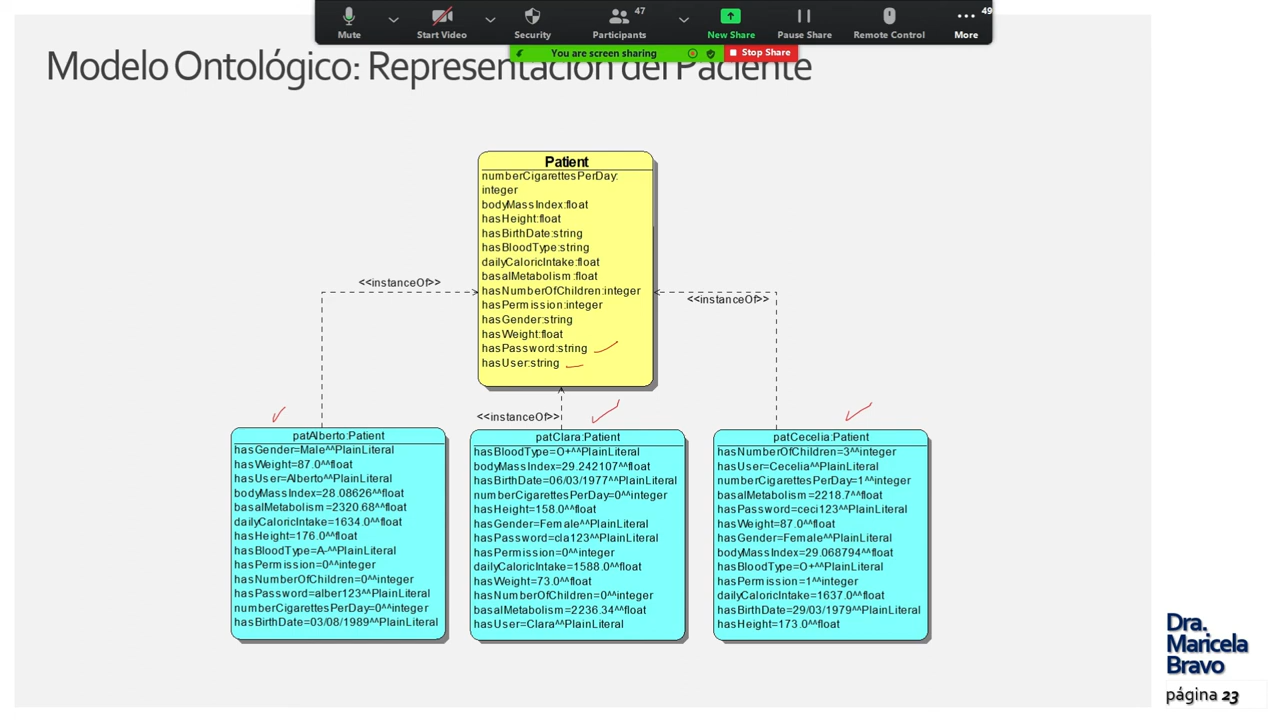 47
49
Mute
Start Video
Security
Participants
New Share
Pause Share
Remote Control
More
You are screen sharing
Stop Share
Modelo Ontológico: Representación del Paciente
Patient
numberCigarettesPerDay:
integer
bodyMassIndex:float
hasHeight:float
hasBirthDate:string
hasBloodType:string
dailyCaloricIntake:float
basalMetabolism:float
hasNumberOfChildren:integer
hasPermission:integer
hasGender:string
hasWeight:float
hasPassword:string
hasUser:string
<<instanceOf>>
<<instanceOf>>
<<instanceOf>>
patAlberto:Patient
hasGender=Male^^PlainLiteral
hasWeight=87.0^^float
hasUser=Alberto^^PlainLiteral
bodyMassIndex=28.08626^^float
basalMetabolism=2320.68^^float
dailyCaloricIntake=1634.0^^float
hasHeight=176.0^^float
hasBloodType=A-^^PlainLiteral
hasPermission=0^^integer
hasNumberOfChildren=0^^integer
hasPassword=alber123^^PlainLiteral
numberCigarettesPerDay=0^^integer
hasBirthDate=03/08/1989^^PlainLiteral
patClara:Patient
hasBloodType=O+^^PlainLiteral
bodyMassIndex=29.242107^^float
hasBirthDate=06/03/1977^^PlainLiteral
numberCigarettesPerDay=0^^integer
hasHeight=158.0^^float
hasGender=Female^^PlainLiteral
hasPassword=cla123^^PlainLiteral
hasPermission=0^^integer
dailyCaloricIntake=1588.0^^float
hasWeight=73.0^^float
hasNumberOfChildren=0^^integer
basalMetabolism=2236.34^^float
hasUser=Clara^^PlainLiteral
patCecelia:Patient
hasNumberOfChildren=3^^integer
hasUser=Cecelia^^PlainLiteral
numberCigarettesPerDay=1^^integer
basalMetabolism=2218.7^^float
hasPassword=ceci123^^PlainLiteral
hasWeight=87.0^^float
hasGender=Female^^PlainLiteral
bodyMassIndex=29.068794^^float
hasBloodType=O+^^PlainLiteral
hasPermission=1^^integer
dailyCaloricIntake=1637.0^^float
hasBirthDate=29/03/1979^^PlainLiteral
hasHeight=173.0^^float
Dra.
Maricela
Bravo
página 23